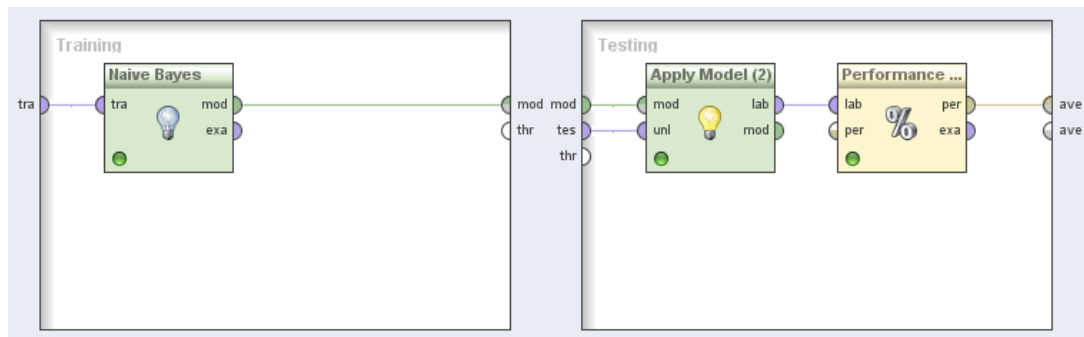 Training
Testing
Naive Bayes
Apply Model (2)
Performance ...
tra tra mod mod mod mod lab lab per ave
exa thr tes unl mod per exa ave
thr